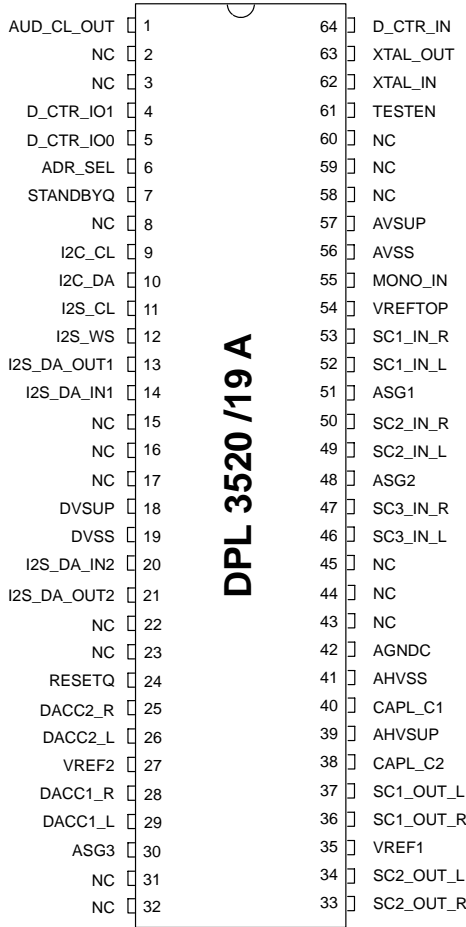 AUD_CL_OUT 1 64 D_CTR_IN
NC 2 63 XTAL_OUT
NC 3 62 XTAL_IN
D_CTR_IO1 4 61 TESTEN
D_CTR_IO0 5 60 NC
ADR_SEL 6 59 NC
STANDBYQ 7 58 NC
NC 8 57 AVSUP
I2C_CL 9 56 AVSS
I2C_DA 10 55 MONO_IN
I2S_CL 11 54 VREFTOP
I2S_WS 12 53 SC1_IN_R
I2S_DA_OUT1 13 52 SC1_IN_L
I2S_DA_IN1 14 51 ASG1
NC 15 50 SC2_IN_R
NC 16 49 SC2_IN_L
NC 17 48 ASG2
DVSUP 18 47 SC3_IN_R
DVSS 19 46 SC3_IN_L
I2S_DA_IN2 20 45 NC
I2S_DA_OUT2 21 44 NC
NC 22 43 NC
NC 23 42 AGNDC
RESETQ 24 41 AHVSS
DACC2_R 25 40 CAPL_C1
DACC2_L 26 39 AHVSUP
VREF2 27 38 CAPL_C2
DACC1_R 28 37 SC1_OUT_L
DACC1_L 29 36 SC1_OUT_R
ASG3 30 35 VREF1
NC 31 34 SC2_OUT_L
NC 32 33 SC2_OUT_R
DPL 3520 /19 A